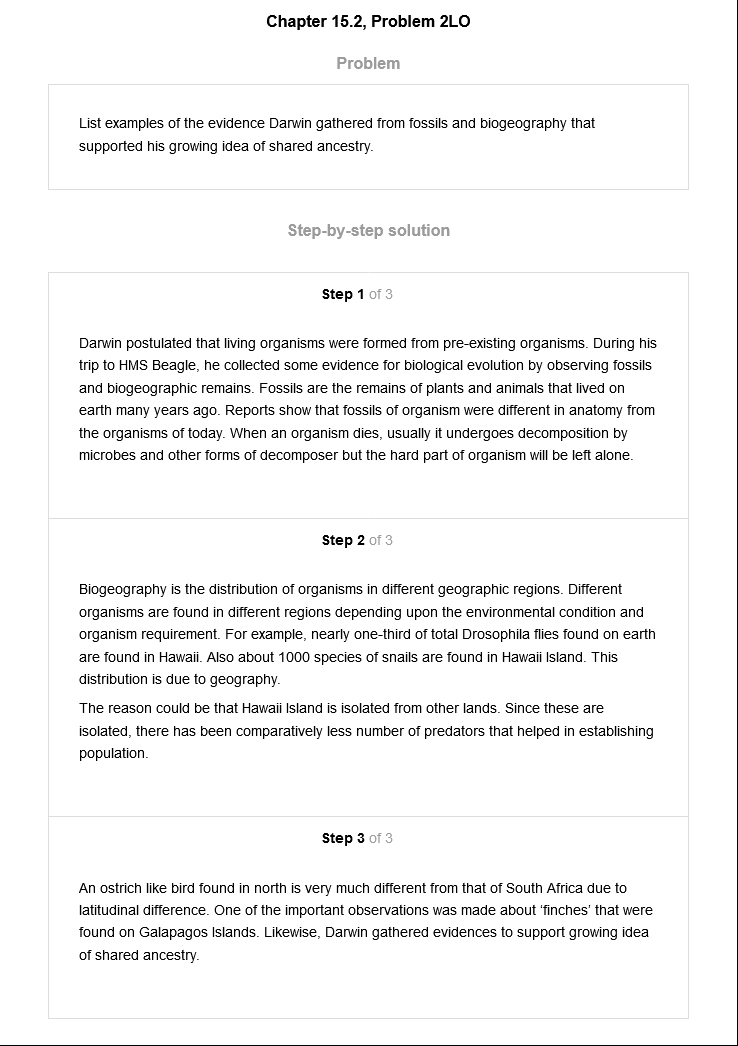 Chapter 15.2, Problem 2LO
Problem
List examples of the evidence Darwin gathered from fossils and biogeography that
supported his growing idea of shared ancestry.
Step-by-step solution
Step 1 of 3
Darwin postulated that living organisms were formed from pre-existing organisms. During his
trip to HMS Beagle, he collected some evidence for biological evolution by observing fossils
and biogeographic remains. Fossils are the remains of plants and animals that lived on
earth many years ago. Reports show that fossils of organism were different in anatomy from
the organisms of today. When an organism dies, usually it undergoes decomposition by
microbes and other forms of decomposer but the hard part of organism will be left alone.
Step 2 of 3
Biogeography is the distribution of organisms in different geographic regions. Different
organisms are found in different regions depending upon the environmental condition and
organism requirement. For example, nearly one-third of total Drosophila flies found on earth
are found in Hawaii. Also about 1000 species of snails are found in Hawaii Island. This
distribution is due to geography.
The reason could be that Hawaii Island is isolated from other lands. Since these are
isolated, there has been comparatively less number of predators that helped in establishing
population.
Step 3 of 3
An ostrich like bird found in north is very much different from that of South Africa due to
latitudinal difference. One of the important observations was made about ‘finches’ that were
found on Galapagos Islands. Likewise, Darwin gathered evidences to support growing idea
of shared ancestry.